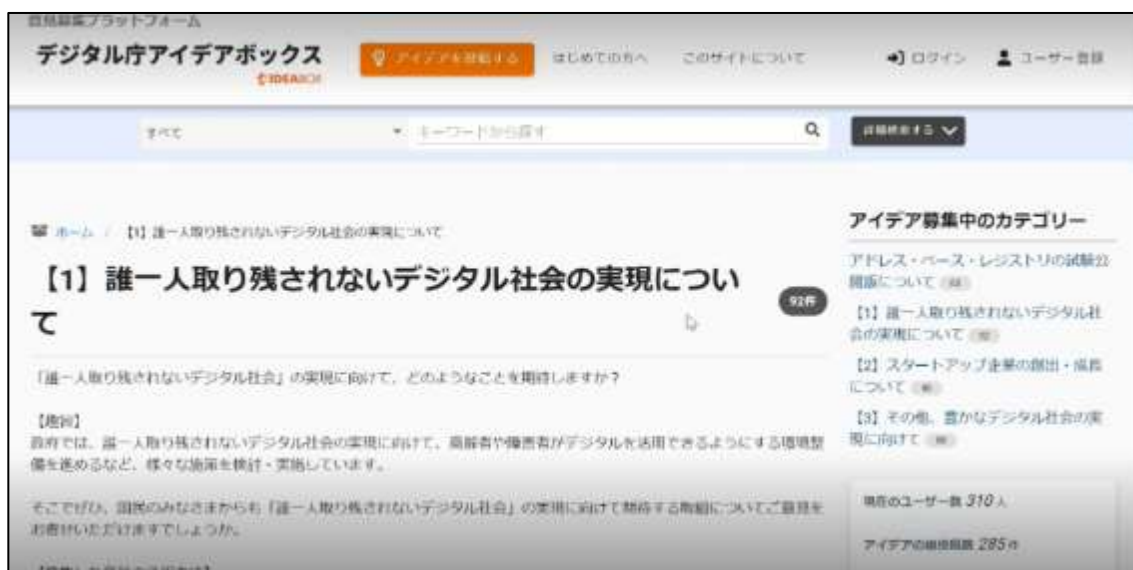 意見募集プラットフォーム
デジタル庁アイデアボックス
IDEABOX
アイデアを投稿する
はじめての方へ
このサイトについて
ログイン
ユーザー登録
すべて
キーワードから探す
詳細検索する
ホーム / 【1】誰一人取り残されないデジタル社会の実現について
【1】誰一人取り残されないデジタル社会の実現につい
て
92件
「誰一人取り残されないデジタル社会」の実現に向けて、どのようなことを期待しますか?
【趣旨】
政府では、誰一人取り残されないデジタル社会の実現に向けて、高齢者や障害者がデジタルを活用できるようにする環境整
備を進めるなど、様々な施策を検討・実施しています。
そこでぜひ、国民のみなさまからも「誰一人取り残されないデジタル社会」の実現に向けて期待する取組についてご意見を
お寄せいただけますでしょうか。
アイデア募集中のカテゴリー
アドレス・ベース・レジストリの試験公
開版について
【1】誰一人取り残されないデジタル社
会の実現について
【2】スタートアップ企業の創出・成長
について
【3】その他、豊かなデジタル社会の実
現に向けて
現在のユーザー数 310 人
アイデアの総投稿数 285 件